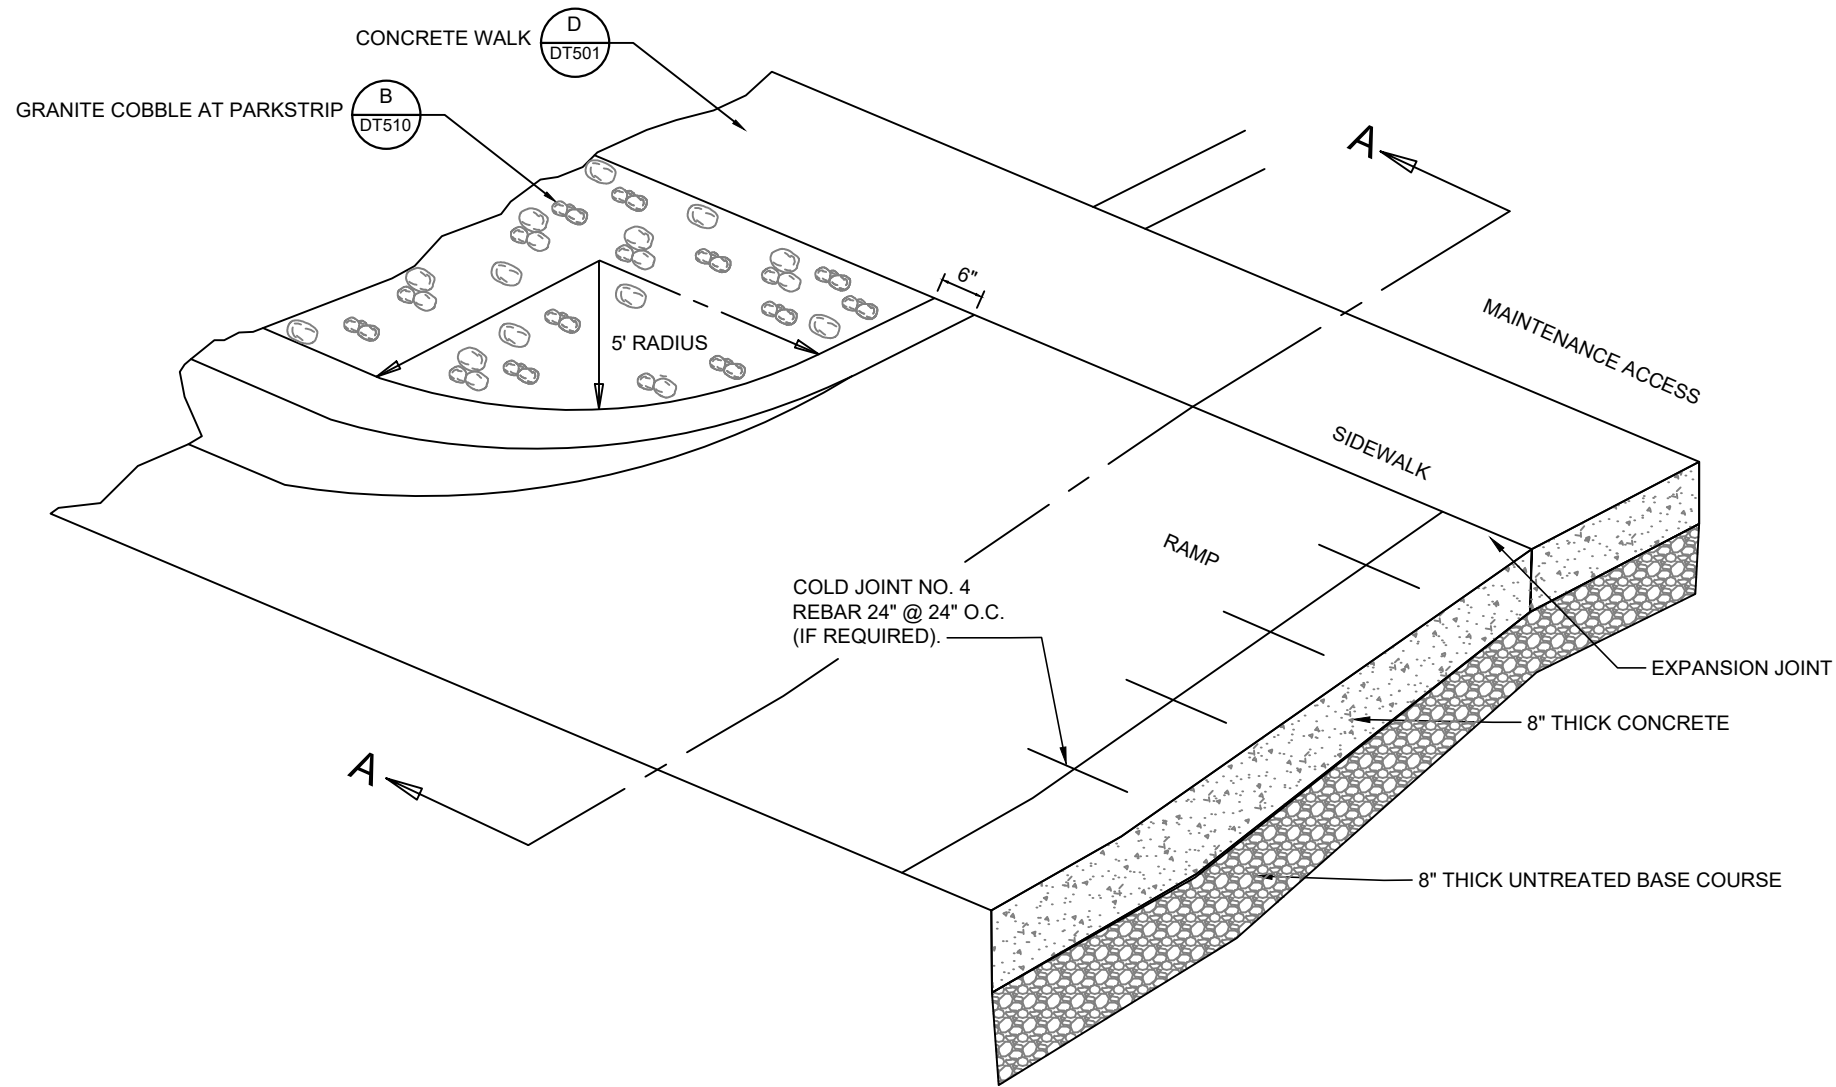 CONCRETE WALK
D
DT501
GRANITE COBBLE AT PARKSTRIP
B
DT510
A
6"
5' RADIUS
MAINTENANCE ACCESS
SIDEWALK
RAMP
COLD JOINT NO. 4
REBAR 24" @ 24" O.C.
(IF REQUIRED).
EXPANSION JOINT
8" THICK CONCRETE
A
8" THICK UNTREATED BASE COURSE